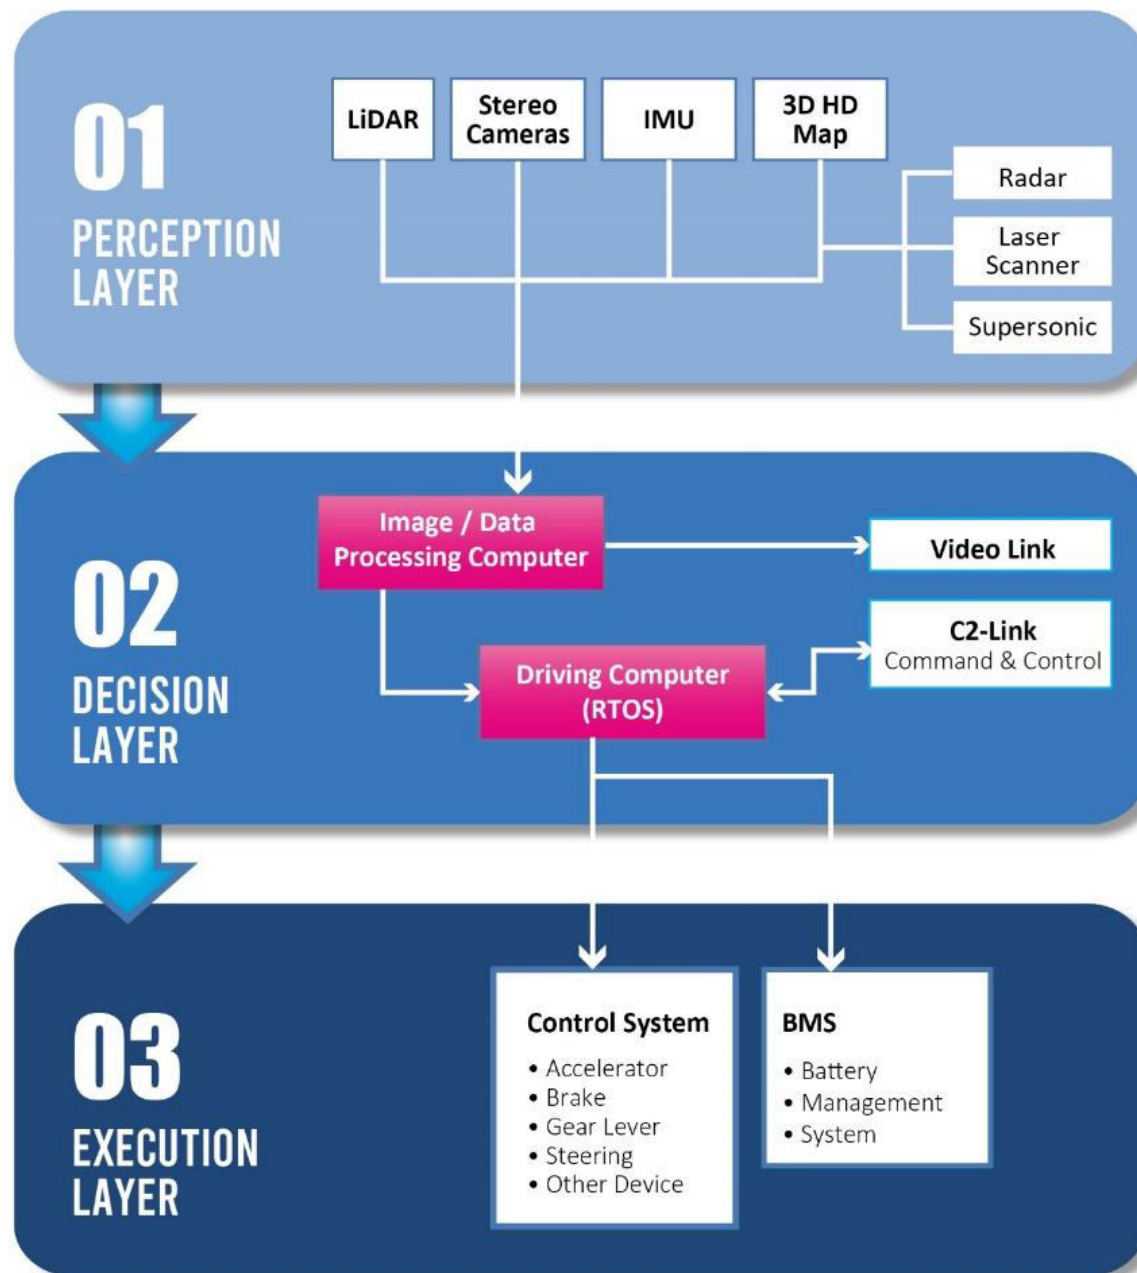 01
PERCEPTION
LAYER
LiDAR
Stereo
Cameras
IMU
3D HD
Map
Radar
Laser
Scanner
Supersonic
02
DECISION
LAYER
Image / Data
Processing Computer
Video Link
C2-Link
Command & Control
Driving Computer
(RTOS)
03
EXECUTION
LAYER
Control System
• Accelerator
• Brake
• Gear Lever
• Steering
• Other Device
BMS
• Battery
• Management
• System